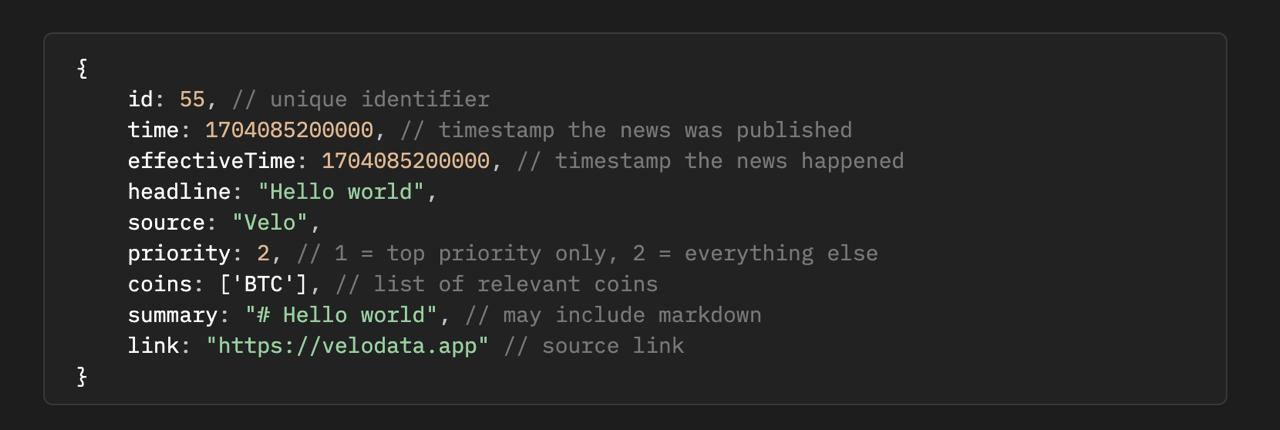 {
id: 55, // unique identifier
time: 1704085200000, // timestamp the news was published
effectiveTime: 1704085200000, // timestamp the news happened
headline: "Hello world",
source: "Velo",
priority: 2, // 1 = top priority only, 2 = everything else
coins: ['BTC'], // list of relevant coins
summary: "# Hello world", // may include markdown
link: "https://velodata.app" // source link
}